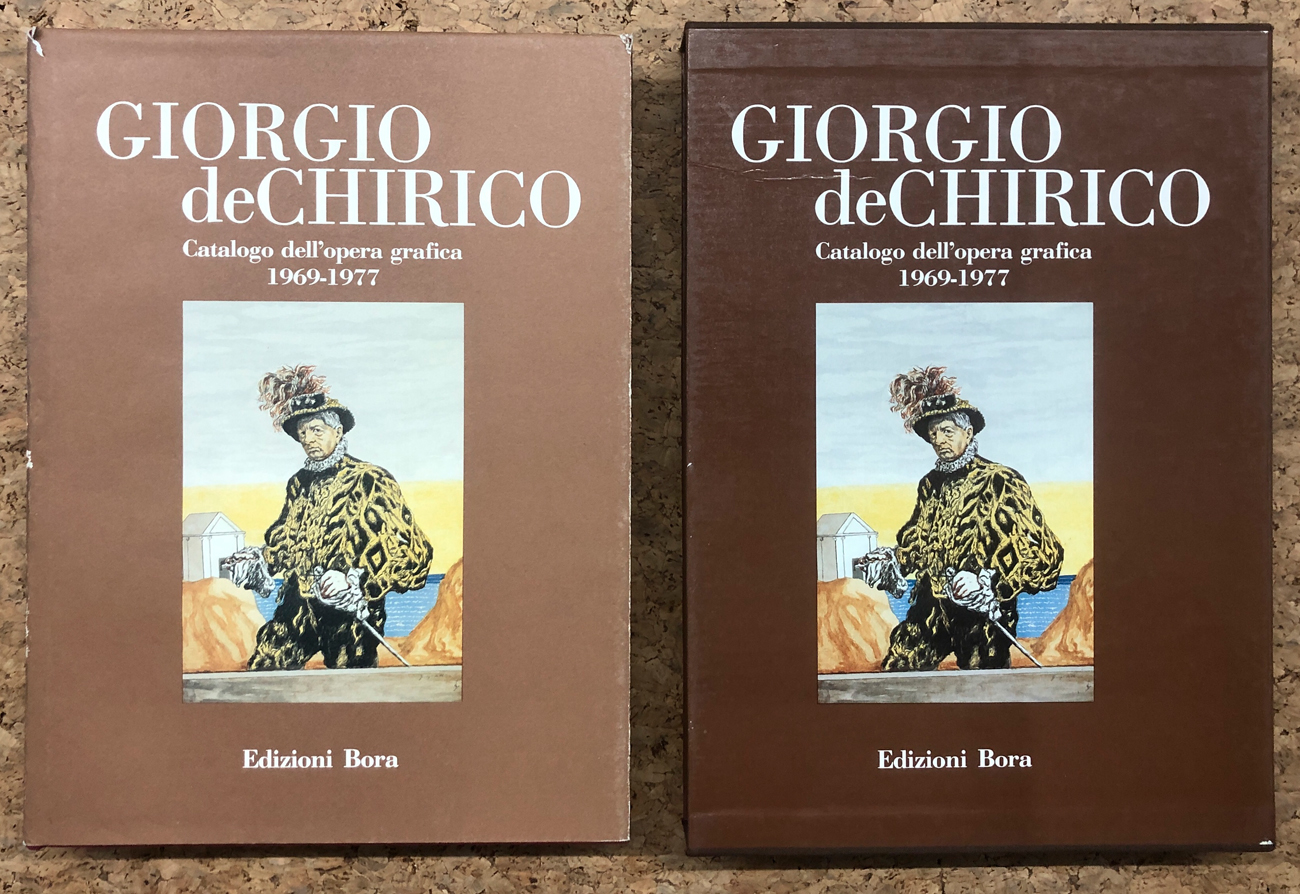 GIORGIO
deCHIRICO
Catalogo dell'opera grafica
1969-1977
Edizioni Bora
GIORGIO
deCHIRICO
Catalogo dell'opera grafica
1969-1977
Edizioni Bora